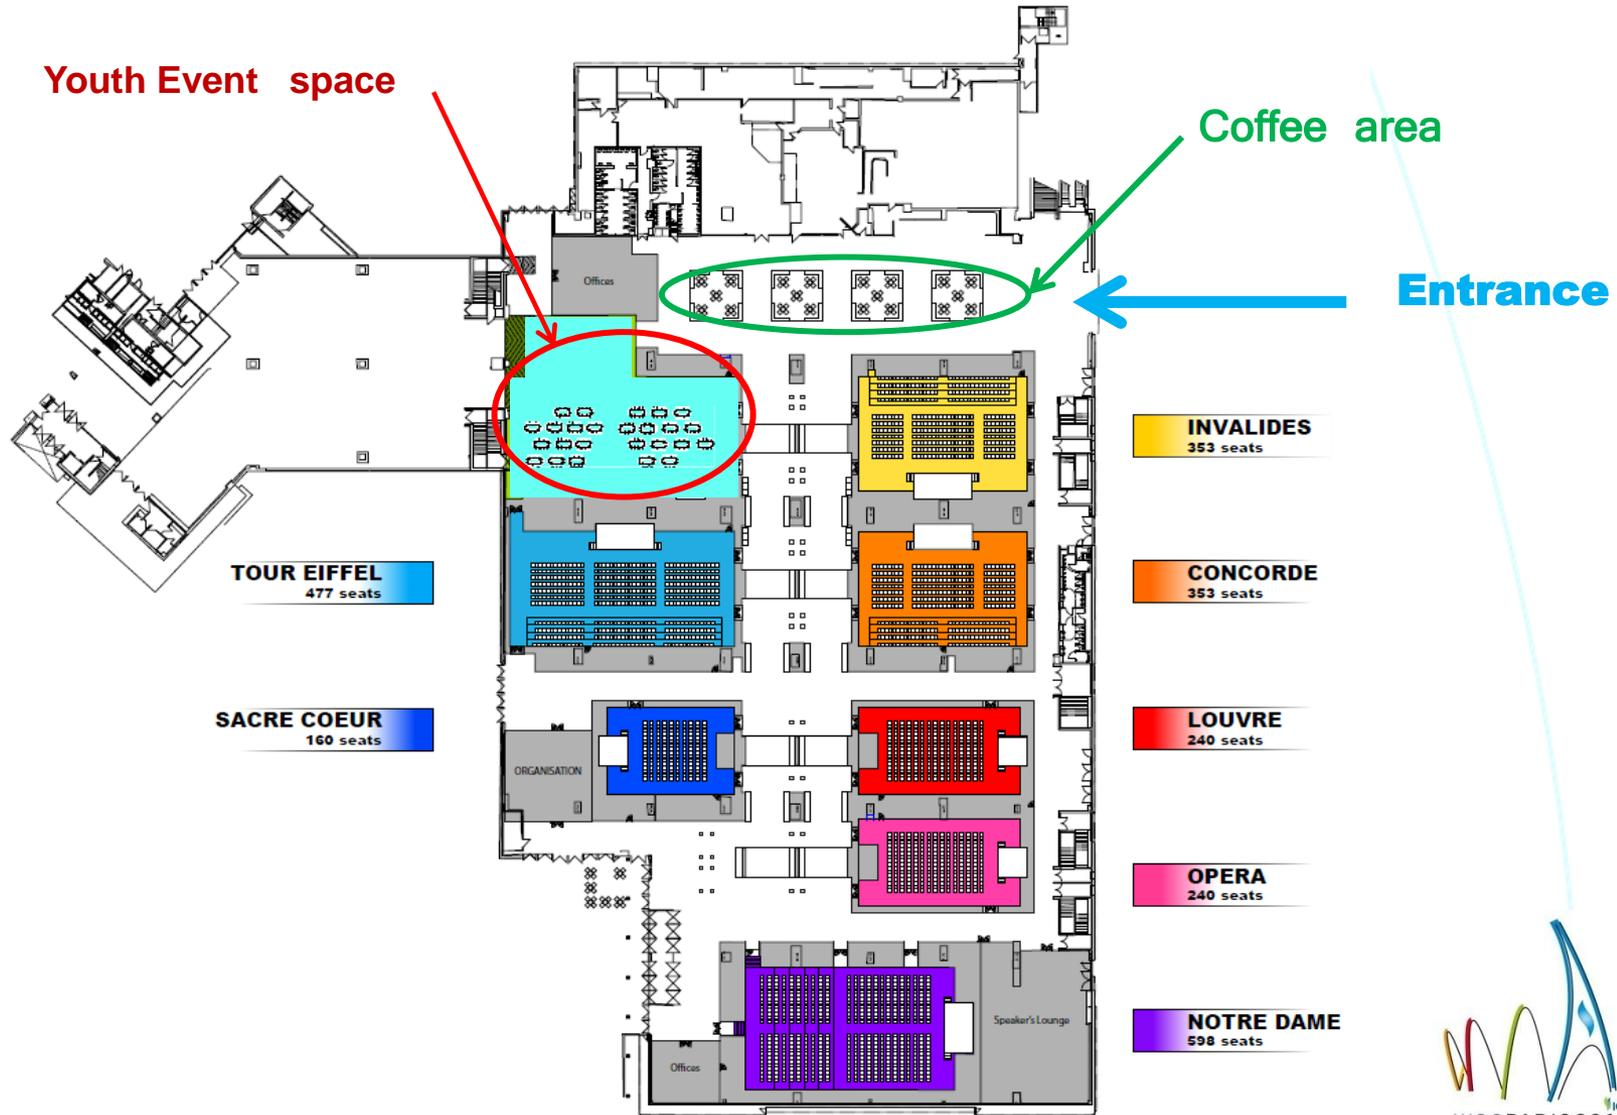 Youth Event space
Coffee area
Entrance
Offices
INVALIDES
353 seats
TOUR EIFFEL
477 seats
CONCORDE
353 seats
SACRE COEUR
160 seats
LOUVRE
240 seats
ORGANISATION
OPERA
240 seats
NOTRE DAME
598 seats
Speaker's Lounge
Offices